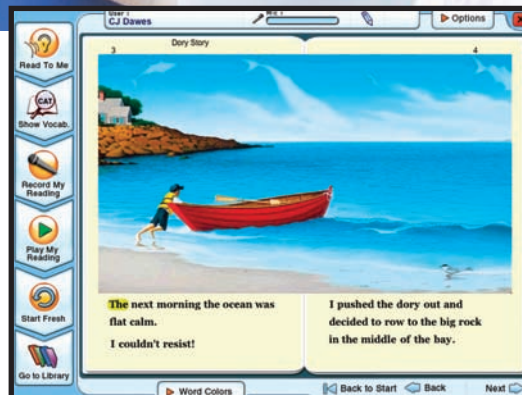 User :
CJ Dawes
Mic :
Options
Read To Me
CAT
Show Vocab.
Record My
Reading
Play My
Reading
Start Fresh
Go to Library
3
Dory Story
4
The next morning the ocean was
flat calm.
I couldn't resist!
I pushed the dory out and
decided to row to the big rock
in the middle of the bay.
Word Colors
Back to Start
Back
Next